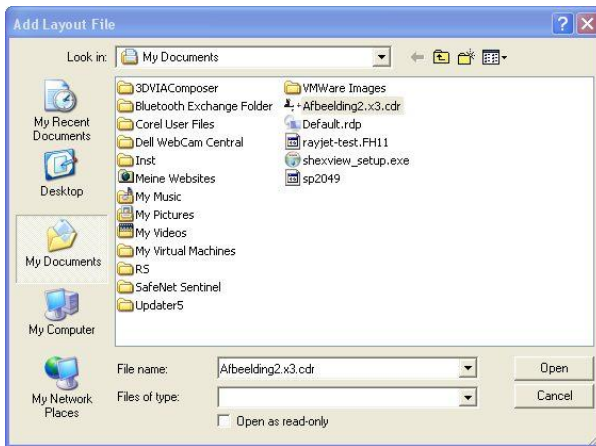 Add Layout File
Look in: My Documents
My Recent Documents
Desktop
My Documents
My Computer
My Network Places
3DVIAComposer
Bluetooth Exchange Folder
Corel User Files
Dell WebCam Central
Inst
Meine Websites
My Music
My Pictures
My Videos
My Virtual Machines
RS
SafeNet Sentinel
Updater5
VMWare Images
Afbeelding2.x3.cdr
Default.rdp
rayjet-test.FH11
shexview_setup.exe
sp2049
File name: Afbeelding2.x3.cdr Open
Files of type: Cancel
Open as read-only